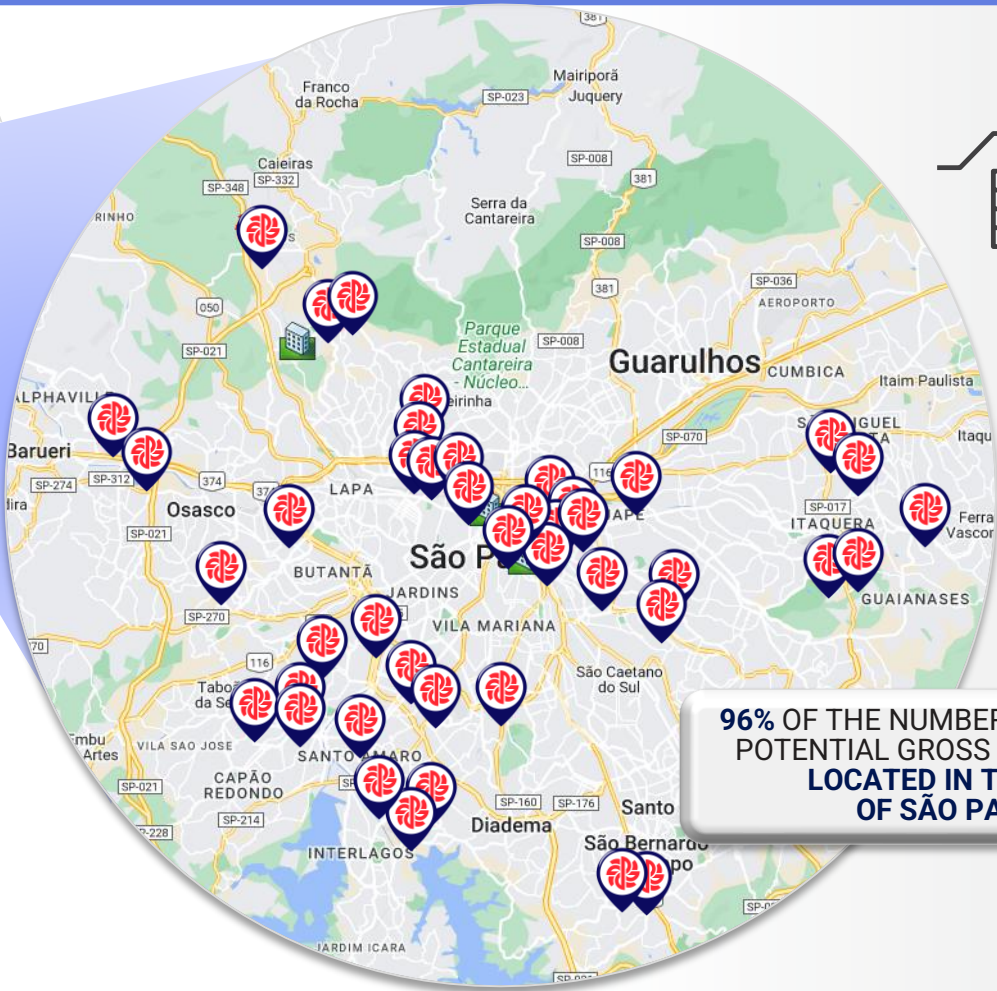 381
Franco
da Rocha
Mairiporã
Juquery
SP-023
Caieiras
SP-332
SP-348
SP-008
381
Serra da
Cantareira
SP-008
SP-036
381
AEROPORTO
050
SP-021
Parque
Estadual
Cantareira
- Núcleo...
SP-008
Guarulhos
CUMBICA
Itaim Paulista
Barueri
SP-274
SP-312
374
LAPA
Osasco
SP-021
SP-070
116
SP-017
ITAQUERA
GUAIANASES
BUTANTÃ
JARDINS
VILA MARIANA
SP-270
116
São Caetano
do Sul
VILA SAO JOSE
SANTO AMARO
CAPÃO
REDONDO
SP-021
SP-214
SP-160
SP-176
Santo
Diadema
São Bernardo
INTERLAGOS
JARDIM ICARA
96% OF THE NUMBER
POTENTIAL GROSS
LOCATED IN T
OF SÃO PA